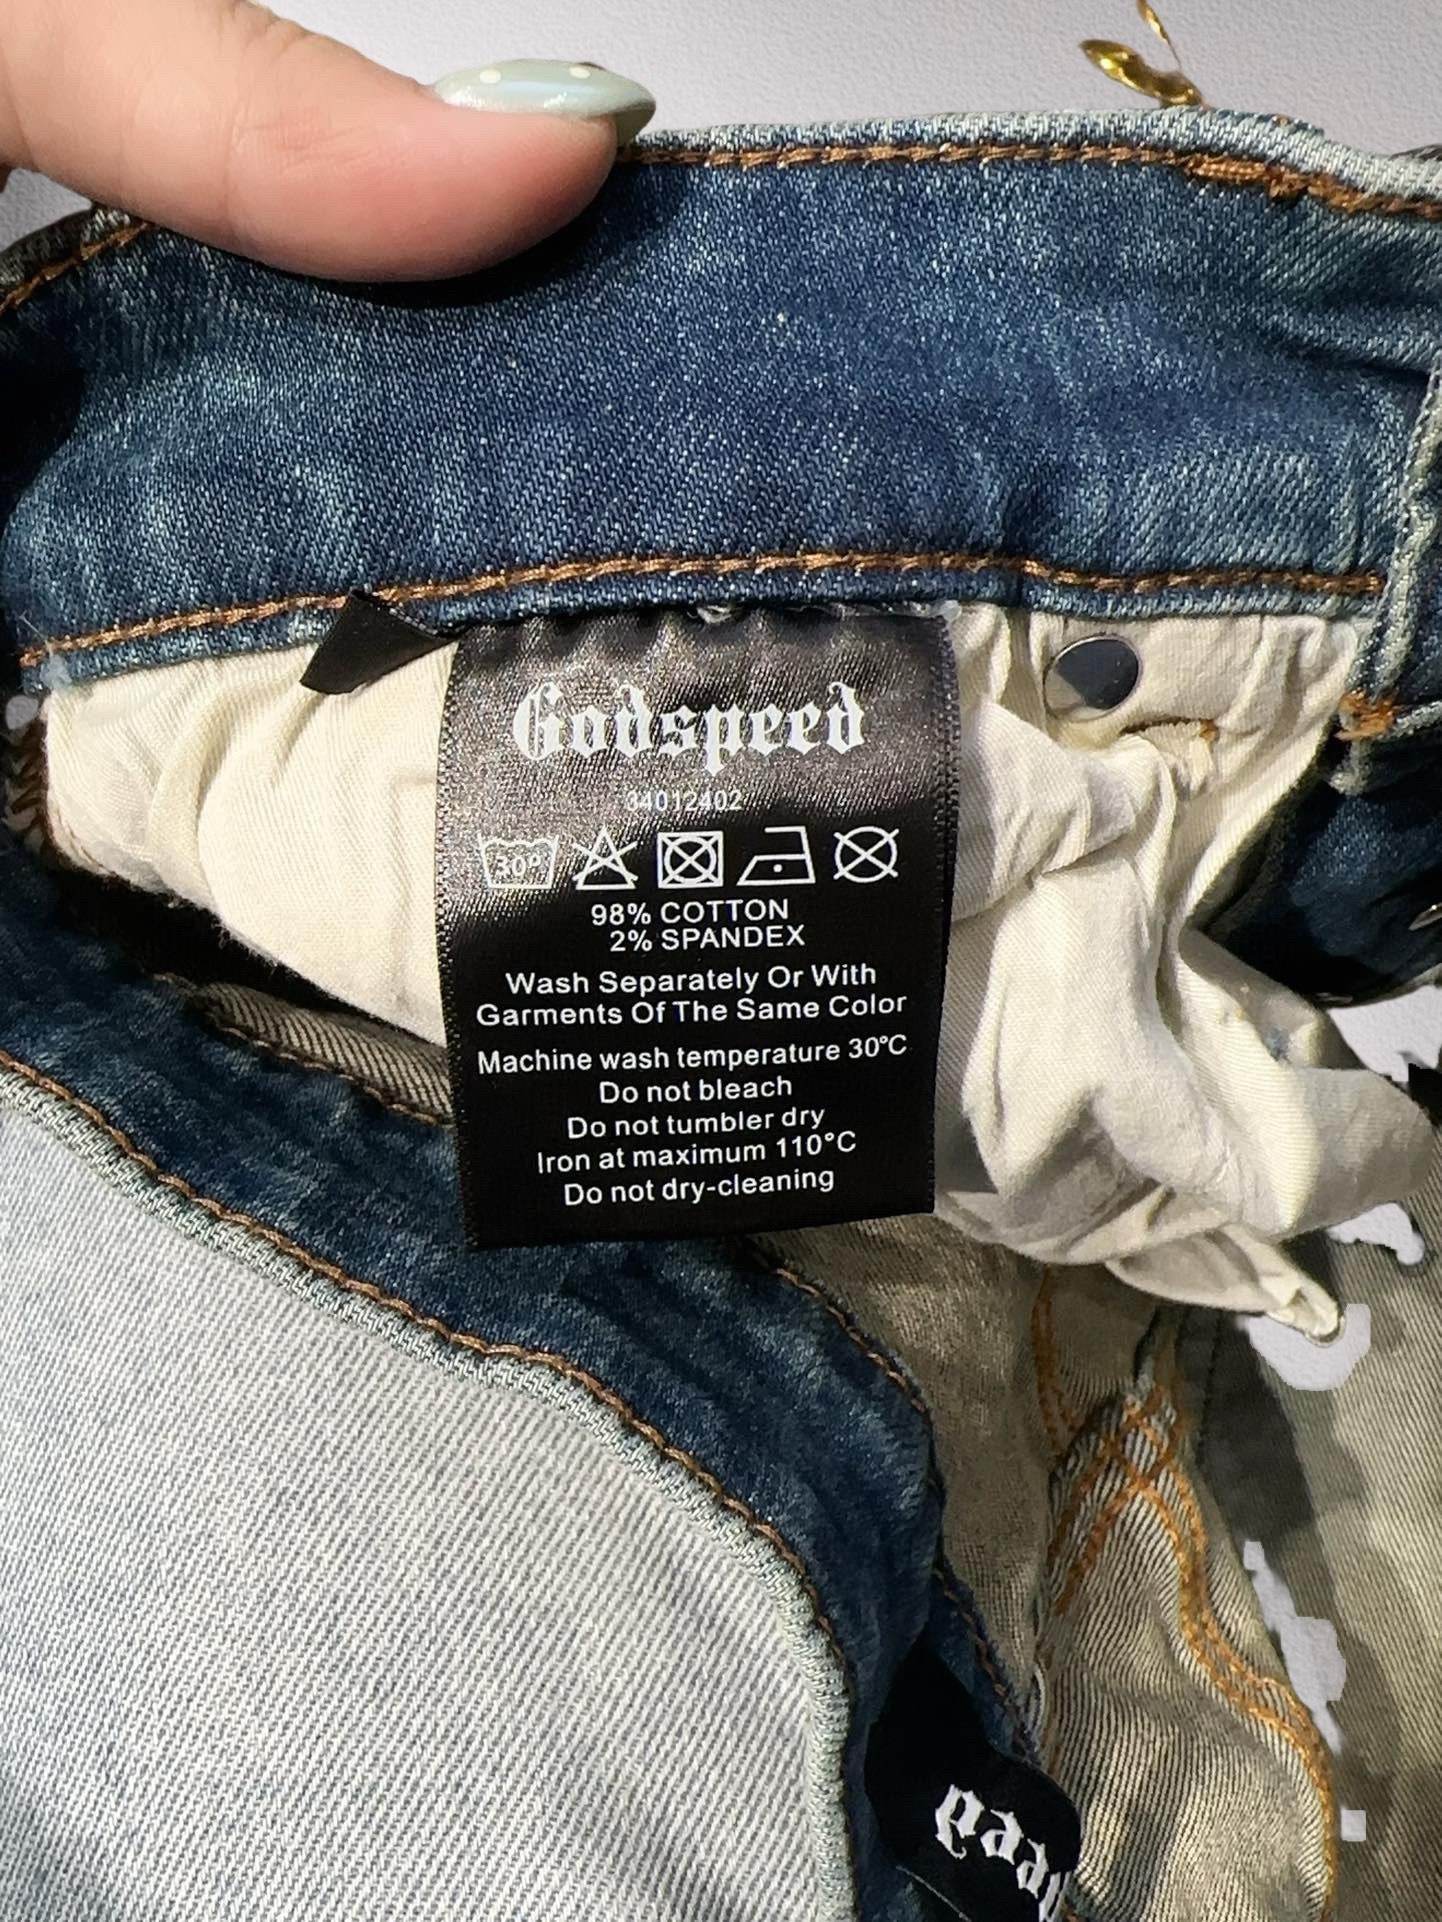 Godspeed
34012402
30°
98% COTTON
2% SPANDEX
Wash Separately Or With
Garments Of The Same Color
Machine wash temperature 30°C
Do not bleach
Do not tumbler dry
Iron at maximum 110°C
Do not dry-cleaning